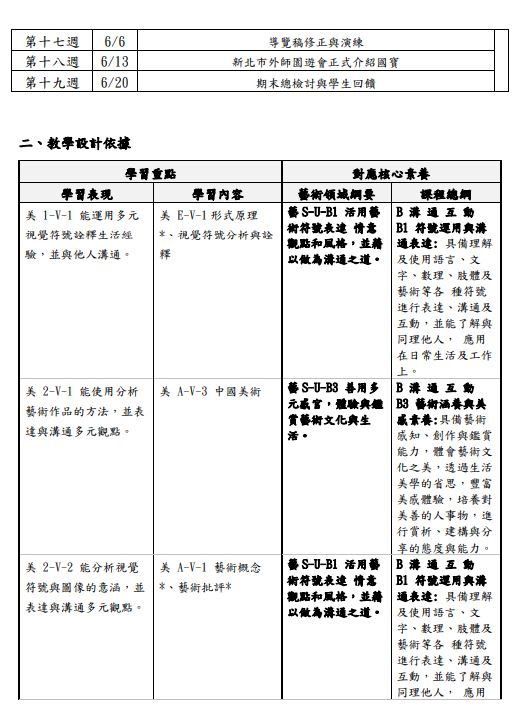 第十七週 6/6 導覽稿修正與演練
第十八週 6/13 新北市外師園遊會正式介紹國寶
第十九週 6/20 期末總檢討與學生回饋
二、教學設計依據
學習重點 對應核心素養
學習表現 學習內容 藝術領域綱要 課程總綱
美 1-V-1 能運用多元
視覺符號詮釋生活經
驗，並與他人溝通。
美 E-V-1形式原理
*、視覺符號分析與詮
釋
藝 S-U-B1 活用藝
術符號表達 情意
觀點和風格，並藉
以做為溝通之道。
B 溝 通 互 動
B1 符號運用與溝
通表達: 具備理解
及使用語言、文
字、數理、肢體及
藝術等各 種符號
進行表達、溝通及
互動，並能了解與
同理他人， 應用
在日常生活及工作
上。
美 2-V-1 能使用分析
藝術作品的方法，並表
達與溝通多元觀點。
美 A-V-3 中國美術
藝 S-U-B3 善用多
元感官，體驗與鑑
賞藝術文化與生
活。
B 溝 通 互 動
B3 藝術涵養與美
感素養:具備藝術
感知、創作與鑑賞
能力，體會藝術文
化之美，透過生活
美學的省思，豐富
美感體驗，培養對
美善的人事物，進
行賞析、建構與分
享的態度與能力。
美 2-V-2 能分析視覺
符號與圖像的意涵，並
表達與溝通多元觀點。
美 A-V-1 藝術概念
*、藝術批評*
藝 S-U-B1 活用藝
術符號表達 情意
觀點和風格，並藉
以做為溝通之道。
B 溝 通 互 動
B1 符號運用與溝
通表達: 具備理解
及使用語言、文
字、數理、肢體及
藝術等各 種符號
進行表達、溝通及
互動，並能了解與
同理他人， 應用